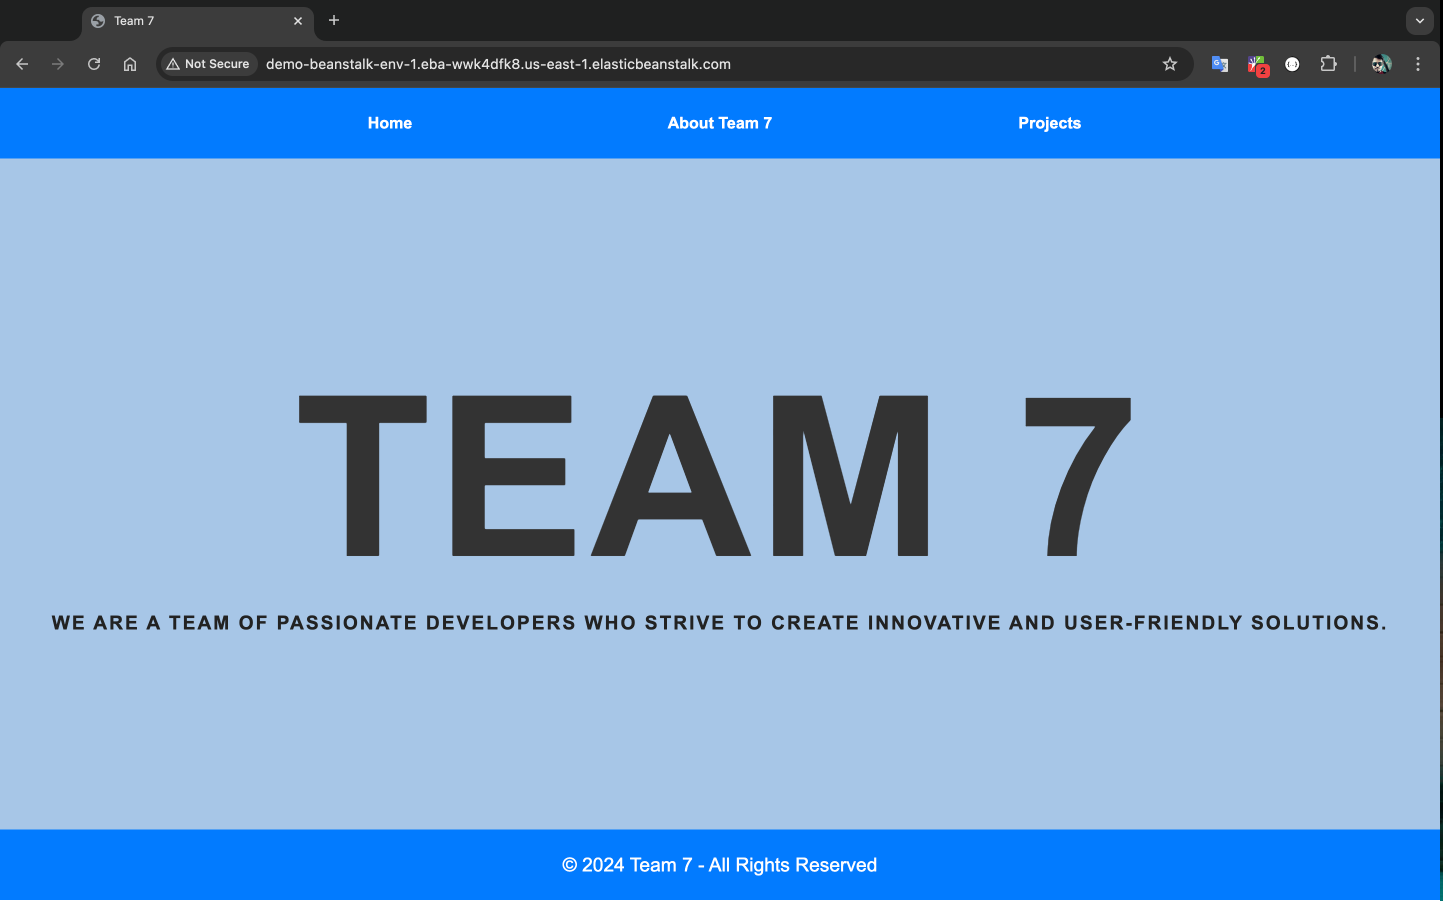 Team 7
Not Secure
demo-beanstalk-env-1.eba-wwk4dfk8.us-east-1.elasticbeanstalk.com
2
Home
About Team 7
Projects
TEAM 7
WE ARE A TEAM OF PASSIONATE DEVELOPERS WHO STRIVE TO CREATE INNOVATIVE AND USER-FRIENDLY SOLUTIONS.
© 2024 Team 7 - All Rights Reserved